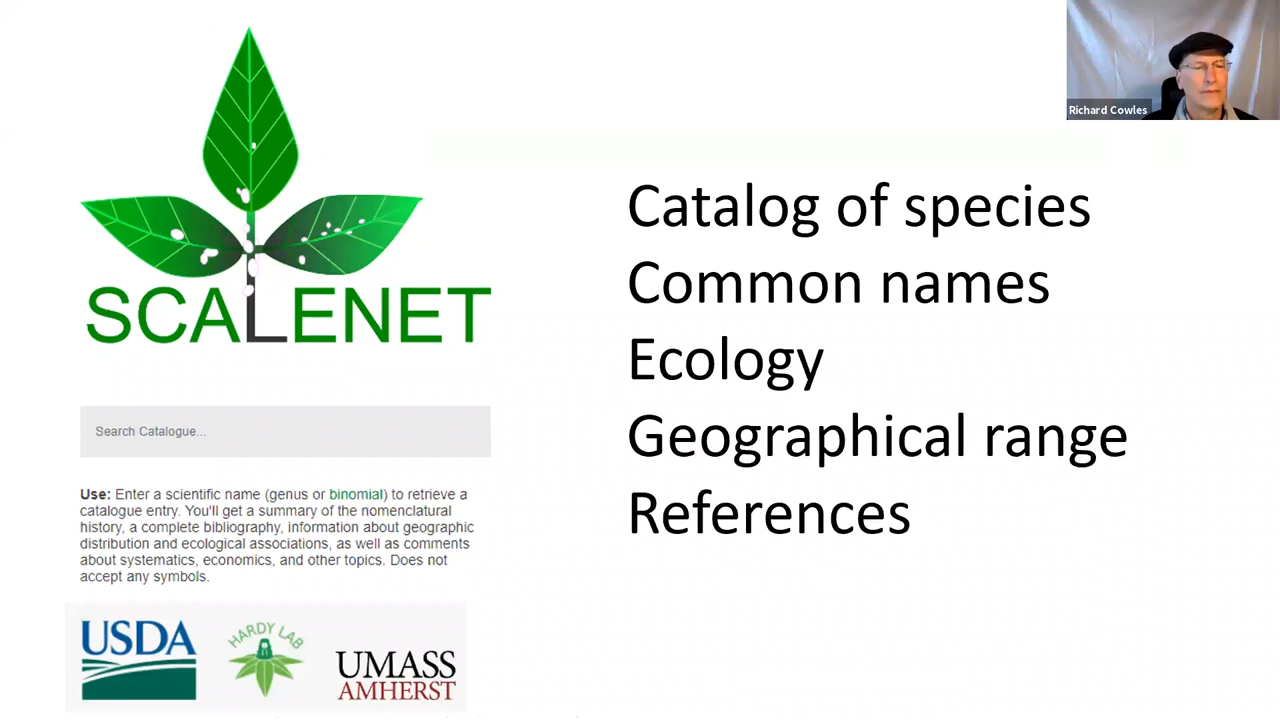 Richard Cowles
SCALENET
Search Catalogue...
Use: Enter a scientific name (genus or binomial) to retrieve a
catalogue entry. You'll get a summary of the nomenclatural
history, a complete bibliography, information about geographic
distribution and ecological associations, as well as comments
about systematics, economics, and other topics. Does not
accept any symbols.
USDA
HARDY LAB
UMASS
AMHERST
Catalog of species
Common names
Ecology
Geographical range
References